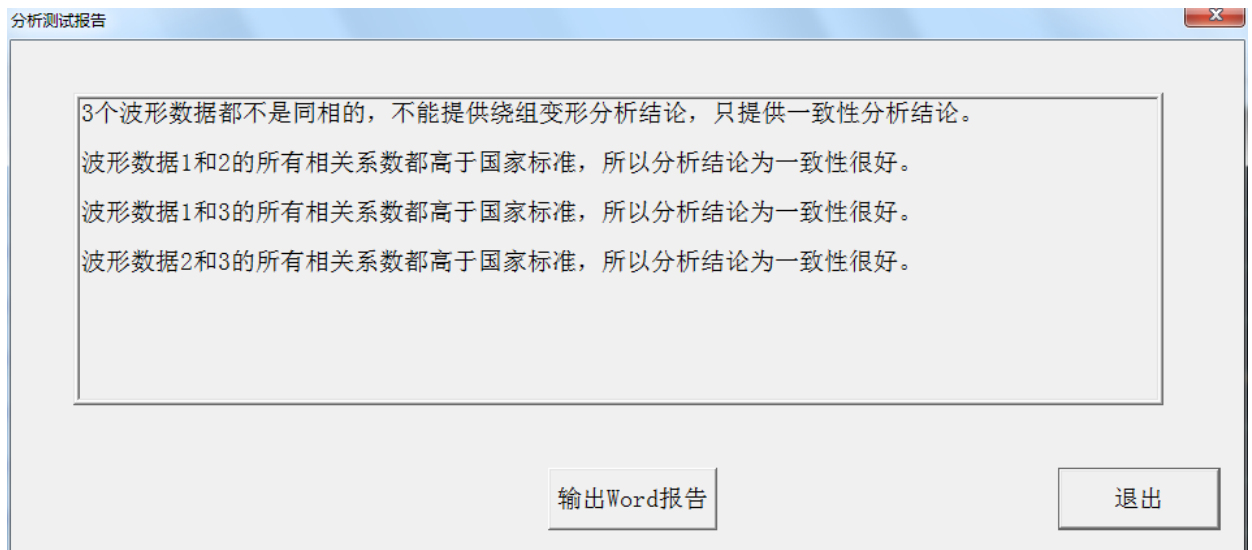 分析测试报告
X
3个波形数据都不是同相的，不能提供绕组变形分析结论，只提供一致性分析结论。
波形数据1和2的所有相关系数都高于国家标准，所以分析结论为一致性很好。
波形数据1和3的所有相关系数都高于国家标准，所以分析结论为一致性很好。
波形数据2和3的所有相关系数都高于国家标准，所以分析结论为一致性很好。
输出Word报告
退出